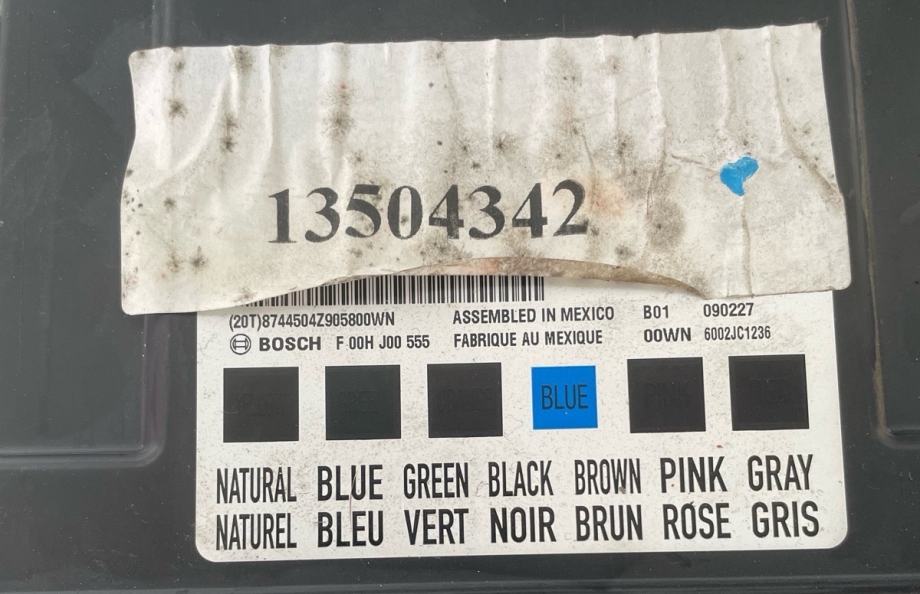 13504342
(20T)8744504Z905800WN ASSEMBLED IN MEXICO B01 090227
BOSCH F 00H J00 555 FABRIQUE AU MEXIQUE 00WN 6002JC1236
BLUE
NATURAL BLUE GREEN BLACK BROWN PINK GRAY
NATUREL BLEU VERT NOIR BRUN ROSE GRIS